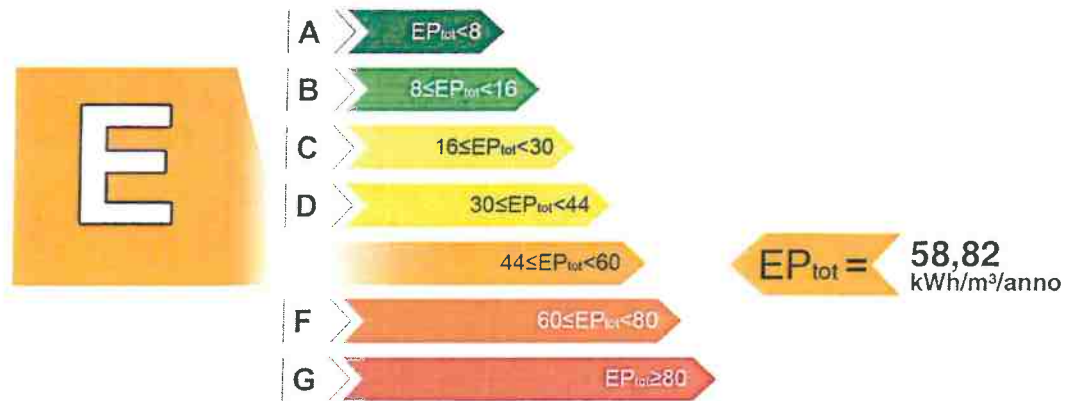 E
A EPtot<8
B 8≤EPtot<16
C 16≤EPtot<30
D 30≤EPtot<44
44≤EPtot<60
EPtot = 58,82
kWh/m³/anno
F 60≤EPtot<80
G EPtot≥80